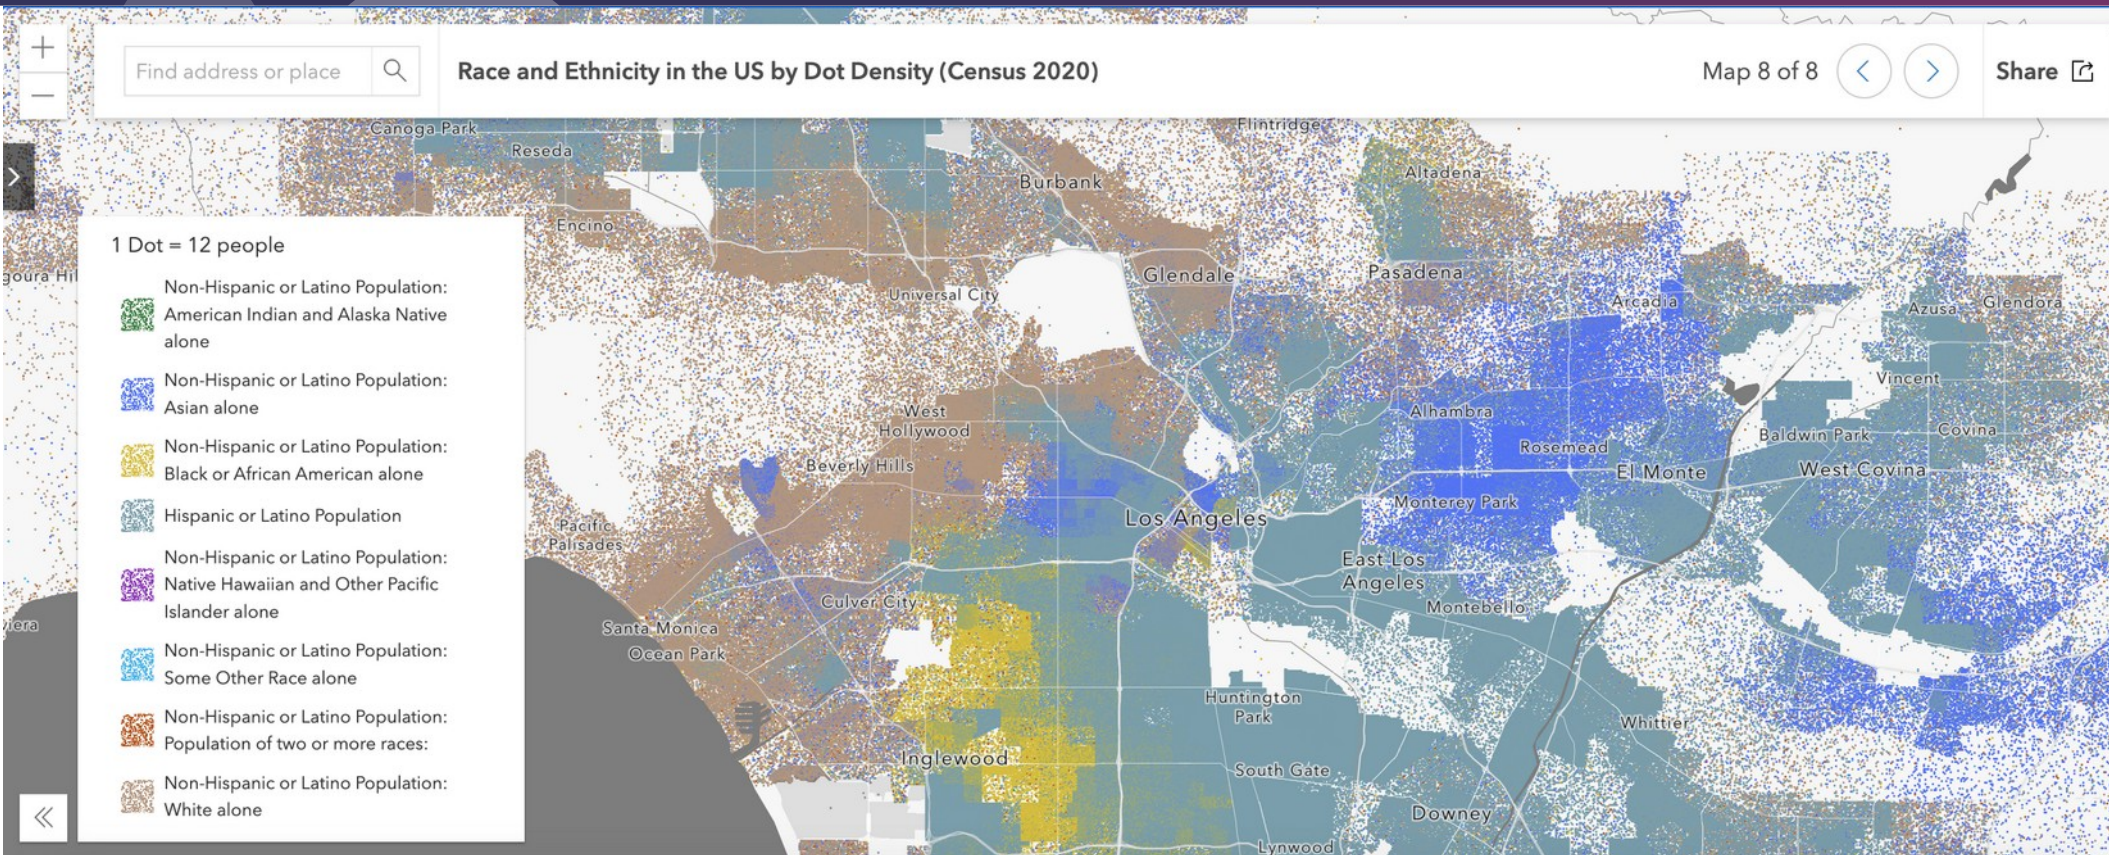 Find address or place
Race and Ethnicity in the US by Dot Density (Census 2020)
Map 8 of 8
Share
1 Dot = 12 people
Non-Hispanic or Latino Population:
American Indian and Alaska Native
alone
Non-Hispanic or Latino Population:
Asian alone
Non-Hispanic or Latino Population:
Black or African American alone
Hispanic or Latino Population
Non-Hispanic or Latino Population:
Native Hawaiian and Other Pacific
Islander alone
Non-Hispanic or Latino Population:
Some Other Race alone
Non-Hispanic or Latino Population:
Population of two or more races:
Non-Hispanic or Latino Population:
White alone
Canoga Park
Flintridge
Reseda
Burbank
Altadena
Encino
goura Hil
Glendale
Pasadena
Universal City
Arcadia
Azusa
Glendora
Vincent
West
Hollywood
Alhambra
Baldwin Park
Covina
Rosemead
Beverly Hills
El Monte
West Covina
Monterey Park
Los Angeles
Pacific
Palisades
East Los
Angeles
Culver City
Montebello
viera
Santa Monica
Ocean Park
Huntington
Park
Whittier
Inglewood
South Gate
Downey
Lynwood